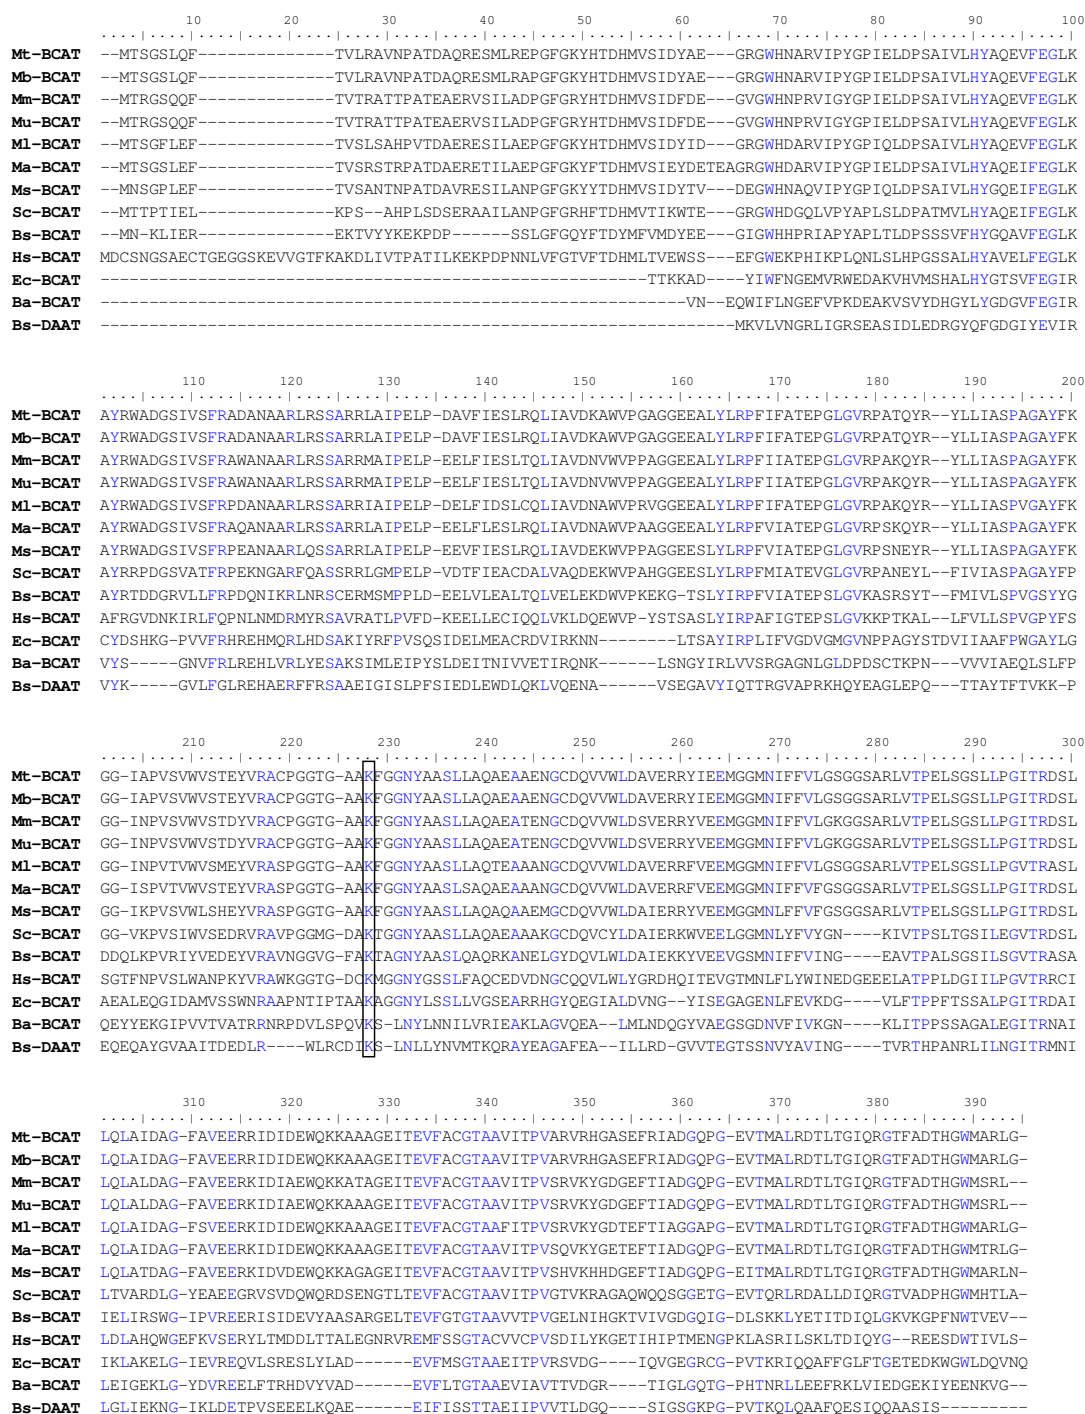 10 20 30 40 50 60 70 80 90 100
....|....|....|....|....|....|....|....|....|....|....|....|....|....|....|....|....|....|....|....|
Mt-BCAT --MTSGSLQF--------------TVLRAVNPATDAQRESMLREPGFGKYHTDHMVSIDYAE---GRGWHNARVIPYGPIELDPSAIVLHYAQEVFEGLK
Mb-BCAT --MTSGSLQF--------------TVLRAVNPATDAQRESMLRAPGFGKYHTDHMVSIDYAE---GRGWHNARVIPYGPIELDPSAIVLHYAQEVFEGLK
Mm-BCAT --MTRGSQQF--------------TVTRATTPATEAERVSILADPGFGRYHTDHMVSIDFDE---GVGWHNPRVIGYGPIELDPSAIVLHYAQEVFEGLK
Mu-BCAT --MTRGSQQF--------------TVTRATTPATEAERVSILADPGFGRYHTDHMVSIDFDE---GVGWHNPRVIGYGPIELDPSAIVLHYAQEVFEGLK
Ml-BCAT --MTSGFLEF--------------TVSLSAHPVTDAERESILAEPGFGKYHTDHMVSIDYID---GRGWHDARVIPYGPIQLDPSAIVLHYAQEVFEGLK
Ma-BCAT --MTSGSLEF--------------TVSRSTRPATDAERETILAEPGFGKYFTDHMVSIEYDETEAGRGWHDARVIPYGPIELDPSAIVLHYAQEIFEGLK
Ms-BCAT --MNSGPLEF--------------TVSANTNPATDAVRESILANPGFGKYYTDHMVSIDYTV---DEGWHNAQVIPYGPIQLDPSAIVLHYGQEIFEGLK
Sc-BCAT --MTTPTIEL--------------KPS--AHPLSDSERAAILANPGFGRHFTDHMVTIKWTE---GRGWHDGQLVPYAPLSLDPATMVLHYAQEIFEGLK
Bs-BCAT --MN-KLIER--------------EKTVYYKEKPDP-----SSLGFGQYFTDYMFVMDYEE---GIGWHHPRIAPYAPLTLDPSSVFHYGQAVFEGLK
Hs-BCAT MDCSNGSAECTGEGGSKEVVGTFKAKDLIVTPATILKEKPDPNNLVFGTVFTDHMLTVEWSS---EFGWEKPHIKPLQNLSLHPGSSALHYAVELFEGLK
Ec-BCAT --------------------------------------------------------TTKKAD----YIWFNGEMVRWEDAKVHVMSHALHYGTSVFEGIR
Ba-BCAT ------------------------------------------------------------VN---EQWIFLNGEFVPKDEAKVSVYDHGYLYGDGVFEGIR
Bs-DAAT -----------------------------------------------------------------MKVLVNGRLIGRSEASIDLEDRGYQFGDGIYEVIR
110 120 130 140 150 160 170 180 190 200
....|....|....|....|....|....|....|....|....|....|....|....|....|....|....|....|....|....|....|....|
Mt-BCAT AYRWADGSIVSFRADANAARLRSSARRLAIPELP-DAVFIESLRQLIAVDKAWVPGAGGEEALYLRPFIFATEPGLGVRPATQYR--YLLIASPAGAYFK
Mb-BCAT AYRWADGSIVSFRADANAARLRSSARRLAIPELP-DAVFIESLRQLIAVDKAWVPGAGGEEALYLRPFIFATEPGLGVRPATQYR--YLLIASPAGAYFK
Mm-BCAT AYRWADGSIVSFRAWANAARLRSSARRMAIPELP-EELFIESLTQLIAVDNVWVPPAGGEEALYLRPFIIATEPGLGVRPAKQYR--YLLIASPAGAYFK
Mu-BCAT AYRWADGSIVSFRAWANAARLRSSARRMAIPELP-EELFIESLTQLIAVDNVWVPPAGGEEALYLRPFIIATEPGLGVRPAKQYR--YLLIASPAGAYFK
Ml-BCAT AYRWADGSIVSFRPDANAARLRSSARRIAIPELP-DELFIDSLCQLIAVDNAWVPRVGGEEALYLRPFIIATEPGLGVRPAKQYR--YLLIASPVGAYFK
Ma-BCAT AYRWADGSIVSFRAQANAARLRSSARRLAIPELP-EELFLESLRQLIAVDNAWVPAAGGEEALYLRPFVIATEPGLGVRPSKQYR--YLLIASPAGAYFK
Ms-BCAT AYRWADGSIVSFRPEANAARLQSSARRLAIPELP-EEVFIESLRQLIAVDEKWVPPAGGEESLYLRPFVIATEPGLGVRPSNEYR--YLLIASPAGAYFK
Sc-BCAT AYRRPDGSVATFRPEKNGARFQASSRRLGMPELP-VDTFIEACDALVAQDEKWVPAHGGEESLYLRPFMIATEVGLGVRPANEYL--FIVIASPAGAYFP
Bs-BCAT AYRTDDGRVLLFRPDQNIKRLNRSCERMSMPPLD-EELVLEALTQLVELEKDWVPKEKG-TSLYIRPFVIATEPSLGVKASRSYT--FMIVLSPVGSYYG
Hs-BCAT AFRGVDNKIRLFQPNLNMDRMYRSAVRATLPVFD-KEELLECIQQLVKLDQEWVP-YSTSASLYIRPAFIGTEPSLGVKKPTKAL--LFVLLSPVGPYFS
Ec-BCAT CYDSHKG-PVVFRHREHMQRLHDSAKIYRFPVSQSIDELMEACRDVIRKNN-------LTSAYIRPLIFVGDVGMGVNPPAGYSTDVIIAAFPWGAYLG
Ba-BCAT VYS-----GNVFRLREHLVRLYESAKSIMLEIPYSLDEITNIVVETIRQNK-------LSNGYIRLVVSRGAGNLGLDPDSCTKPN--VVVIAEQLSLFP
Bs-DAAT VYK-----GVLFGLREHAERFFRSAAEIGISLPFSIEDLEWDLQKLVQENA-------VSEGAVYIQTTRGVAPRKHQYEAGLEPQ---TTAYTFTVKK-P
210 220 230 240 250 260 270 280 290 300
....|....|....|....|....|....|....|....|....|....|....|....|....|....|....|....|....|....|....|....|
Mt-BCAT GG-IAPVSVWVSTEYVRACPGGTG-AAKFGGNYAASLLAQAEAAENGCDQVVWLDAVERRYIEEMGGMNIFFVLGSGGSARLVTPELSGSLLPGITRDSL
Mb-BCAT GG-IAPVSVWVSTEYVRACPGGTG-AAKFGGNYAASLLAQAEAAENGCDQVVWLDAVERRYIEEMGGMNIFFVLGSGGSARLVTPELSGSLLPGITRDSL
Mm-BCAT GG-INPVSVWVSTDYVRACPGGTG-AAKFGGNYAASLLAQAEATENGCDQVVWLDSVERRYVEEMGGMNIFFVLGKGGSARLVTPELSGSLLPGITRDSL
Mu-BCAT GG-INPVSVWVSTDYVRACPGGTG-AAKFGGNYAASLLAQAEATENGCDQVVWLDSVERRYVEEMGGMNIFFVLGKGGSARLVTPELSGSLLPGITRDSL
Ml-BCAT GG-INPVTVWVSMEYVRASPGGTG-AAKFGGNYAASLLAQTEAAANGCDQVVWLDAVERRFVEEMGGMNIFFVLGSGGSARLVTPELSGSLLPGVTRASL
Ma-BCAT GG-ISPVTVWVSTEYVRASPGGTG-AAKFGGNYAASLSAQAEAAANGCDQVVWLDAVERRFVEEMGGMNIFFVFGSGGSARLVTPELSGSLLPGITRDSL
Ms-BCAT GG-IKPVSVWLSHEYVRASPGGTG-AAKFGGNYAASLLAQAQAAEMGCDQVVWLDAIERRYVEEMGGMNLFFVFGSGGSARLVTPELSGSLLPGITRDSL
Sc-BCAT GG-VKPVSIWVSEDRVRAVPGGMG-DAKTGGNYAASLLAQAEAAAKGCDQVCYLDAIERKWVEELGGMNLYFVYGN----KIVTPSLTGSILEGVTRDSL
Bs-BCAT DDQLKPVRIYVEDEYVRAVNGGVG-FAKTAGNYAASLQAQRKANELGYDQVLWLDAIEKKYVEEVGSMNIFFVING----EAVTPALSGSILSGVTRASA
Hs-BCAT SGTFNPVSLWANPKYVRAWKGGTG-DCKMGGNYGSSLFAQCEDVDNGCQQVLWLYGRDHQITEVGTMNLFLYWINEDGEEELATPPLDGIILPGVTRRCI
Ec-BCAT AEALEQGIDAMVSSWNRAAPNTIPTAAKAGGNYLSSLLVGSEARRHGYQEGIALDVNG--YISEGAGENLFEVKDG----VLFTPPFTSSALPGITRDAI
Ba-BCAT QEYYEKGIPVVTVATRRNRPDVLSPQVKS-LNYLNNILVRIEAKLAGVQEA--LMLNDQGYVAEGSGDNVFIVKGN----KLITPPSSAGALEGITRNAI
Bs-DAAT EQEQAYGVAAITDEDLR----WLRCDIKS-LNLLYNVMTKQRAYEAGAFEA--ILLRD-GVVTEGTSSNVYAVING----TVRTHPANRLILNGITRMNI
310 320 330 340 350 360 370 380 390
....|....|....|....|....|....|....|....|....|....|....|....|....|....|....|....|....|....|....|
Mt-BCAT LQLAIDAG-FAVEERRIDIDEWQKKAAAGEITEVFACGTAAVITPVARVRHGASEFRIADGQPG-EVTMALRDTLTGIQRGTFADTHGWMARLG-
Mb-BCAT LQLAIDAG-FAVEERRIDIDEWQKKAAAGEITEVFACGTAAVITPVARVRHGASEFRIADGQPG-EVTMALRDTLTGIQRGTFADTHGWMARLG-
Mm-BCAT LQLALDAG-FAVEERKIDIAEWQKKATAGEITEVFACGTAAVITPVSRVKYGDGEFTIADGQPG-EVTMALRDTLTGIQRGTFADTHGWMSRL--
Mu-BCAT LQLALDAG-FAVEERKIDIAEWQKKAAAGEITEVFACGTAAVITPVSRVKYGDGEFTIADGQPG-EVTMALRDTLTGIQRGTFADTHGWMSRL--
Ml-BCAT LQLAIDAG-FSVEERKIDIDEWQKKAAAGEITEVFACGTAAFITPVSRVKYGDTEFTIAGGAPG-EVTMALRDTLTGIQRGTFADTHGWMARLG-
Ma-BCAT LQLAIDAG-FAVEERKIDIDEWQKKAAAGEITEVFACGTAAVITPVSQVKYGETEFTIADGQPG-EVTMALRDTLTGIQRGTFADTHGWMTRLG-
Ms-BCAT LQLATDAG-FAVEERKIDVDEWQKKAGAGEITEVFACGTAAVITPVSHVKHHDGEFTIADGQPG-EITMALRDTLTGIQRGTFADTHGWMARLN-
Sc-BCAT LTVARDLG-YEAEEGRVSVDQWQRDSENGTLTEVFACGTAAVITPVGTVKRAGAQWQQSGGETG-EVTQRLRDALLDIQRGTVADPHGWMHTLA-
Bs-BCAT IELIRSWG-IPVREERISIDEVYAASARGELTEVFGTGTAAVVTPVGELNIHGKTVIVGDGQIG-DLSKKLYETITDIQLGKVKGPFNWTVEV--
Hs-BCAT LDLAHQWGEFKVSERYLTMDDLTTALEGNRVREMFSSGTACVVCPVSDILYKGETIHIPTMENGPKLASRILSKLTDIQYG--REESDWTIVLS-
Ec-BCAT IKLAKELG-IEVREQVLSRESLYLAD------EVFMSGTAAEITPVRSVDG----IQVGEGRCG-PVTKRIQQAFFGLFTGETEDKWGWLDQVNQ
Ba-BCAT LEIGEKLG-YDVREELFTRHDVYVAD------EVFLTGTAAEVIAVTTVDGR----TIGLGQTG-PHTNRLLEEFRKLVIEDGEKIYEENKVG--
Bs-DAAT LGLIEKNG-IKLDETPVSEEELKQAE------EIFISSTTAEIIPVVTLDGQ----SIGSGKPG-PVTKQLQAAFQESIQQAASIS---------